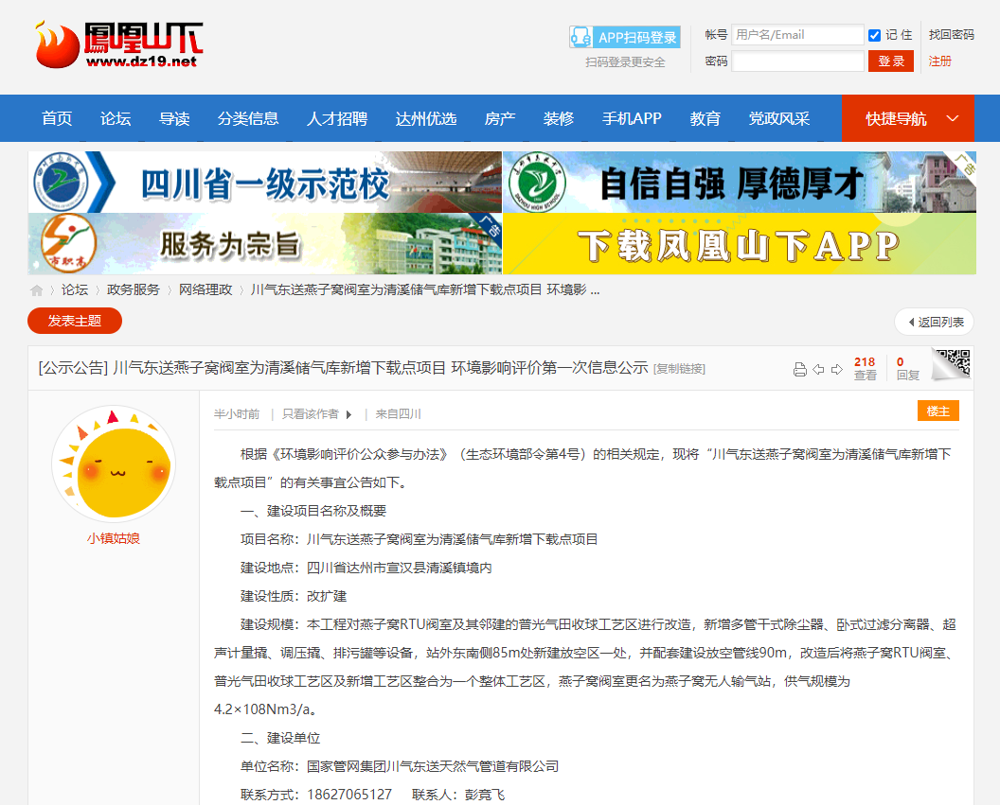 鳳凰山下
www.dz19.net
APP扫码登录
扫码登录更安全
帐号 用户名/Email 记 住 找回密码
密码 登 录 注册
首页 论坛 导读 分类信息 人才招聘 达州优选 房产 装修 手机APP 教育 党政风采 快捷导航
四川省一级示范校
自信自强 厚德厚才
广告
服务为宗旨
广告
市职高
下载凤凰山下APP
论坛 政务服务 网络理政 川气东送燕子窝阀室为清溪储气库新增下载点项目 环境影 ...
发表主题
返回列表
[公示公告] 川气东送燕子窝阀室为清溪储气库新增下载点项目 环境影响评价第一次信息公示 [复制链接]
218 查看
0 回复
半小时前 | 只看该作者 | 来自四川
楼主
小镇姑娘
根据《环境影响评价公众参与办法》（生态环境部令第4号）的相关规定，现将“川气东送燕子窝阀室为清溪储气库新增下
载点项目”的有关事宜公告如下。
一、建设项目名称及概要
项目名称：川气东送燕子窝阀室为清溪储气库新增下载点项目
建设地点：四川省达州市宣汉县清溪镇境内
建设性质：改扩建
建设规模：本工程对燕子窝RTU阀室及其邻建的普光气田收球工艺区进行改造，新增多管干式除尘器、卧式过滤分离器、超
声计量撬、调压撬、排污罐等设备，站外东南侧85m处新建放空区一处，并配套建设放空管线90m，改造后将燕子窝RTU阀室、
普光气田收球工艺区及新增工艺区整合为一个整体工艺区，燕子窝阀室更名为燕子窝无人输气站，供气规模为
4.2×108Nm3/a。
二、建设单位
单位名称：国家管网集团川气东送天然气管道有限公司
联系方式：18627065127 联系人：彭竟飞